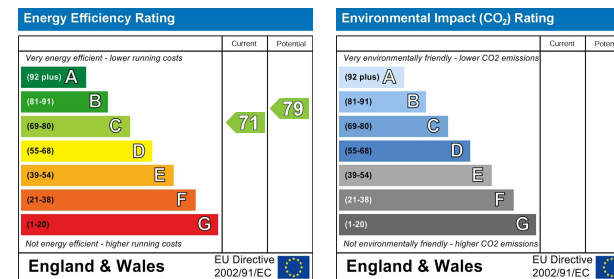 Energy Efficiency Rating
Current Potential
Very energy efficient - lower running costs
(92 plus) A
(81-91) B
(69-80) C
(55-68) D
(39-54) E
(21-38) F
(1-20) G
71
79
Not energy efficient - higher running costs
England & Wales
EU Directive
2002/91/EC
Environmental Impact (CO₂) Rating
Current Poten
Very environmentally friendly - lower CO2 emissions
(92 plus) A
(81-91) B
(69-80) C
(55-68) D
(39-54) E
(21-38) F
(1-20) G
Not environmentally friendly - higher CO2 emissions
England & Wales
EU Directive
2002/91/EC